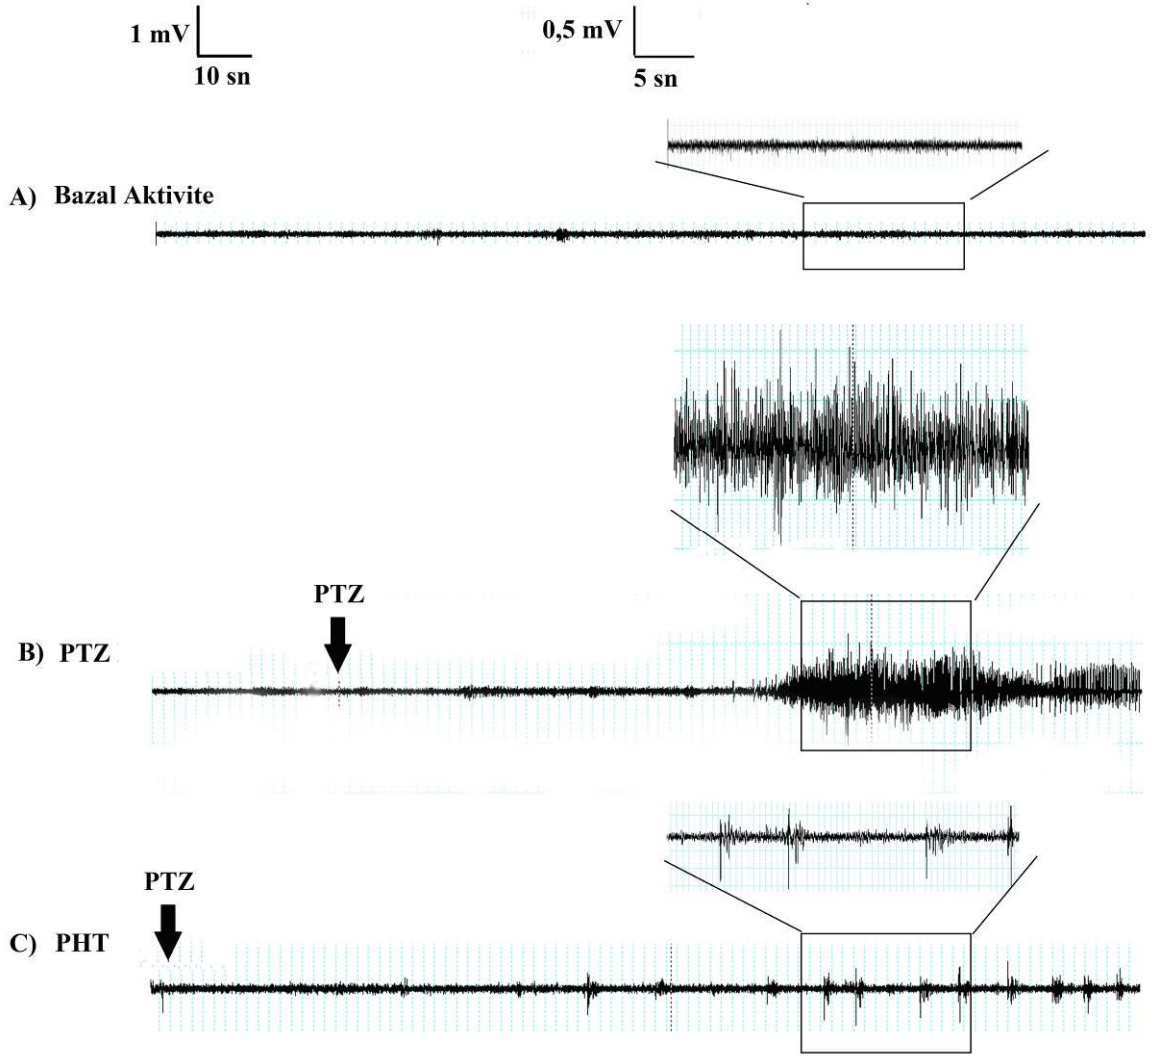 1 mV
10 sn
0,5 mV
5 sn
A) Bazal Aktivite
PTZ
B) PTZ
PTZ
C) PHT